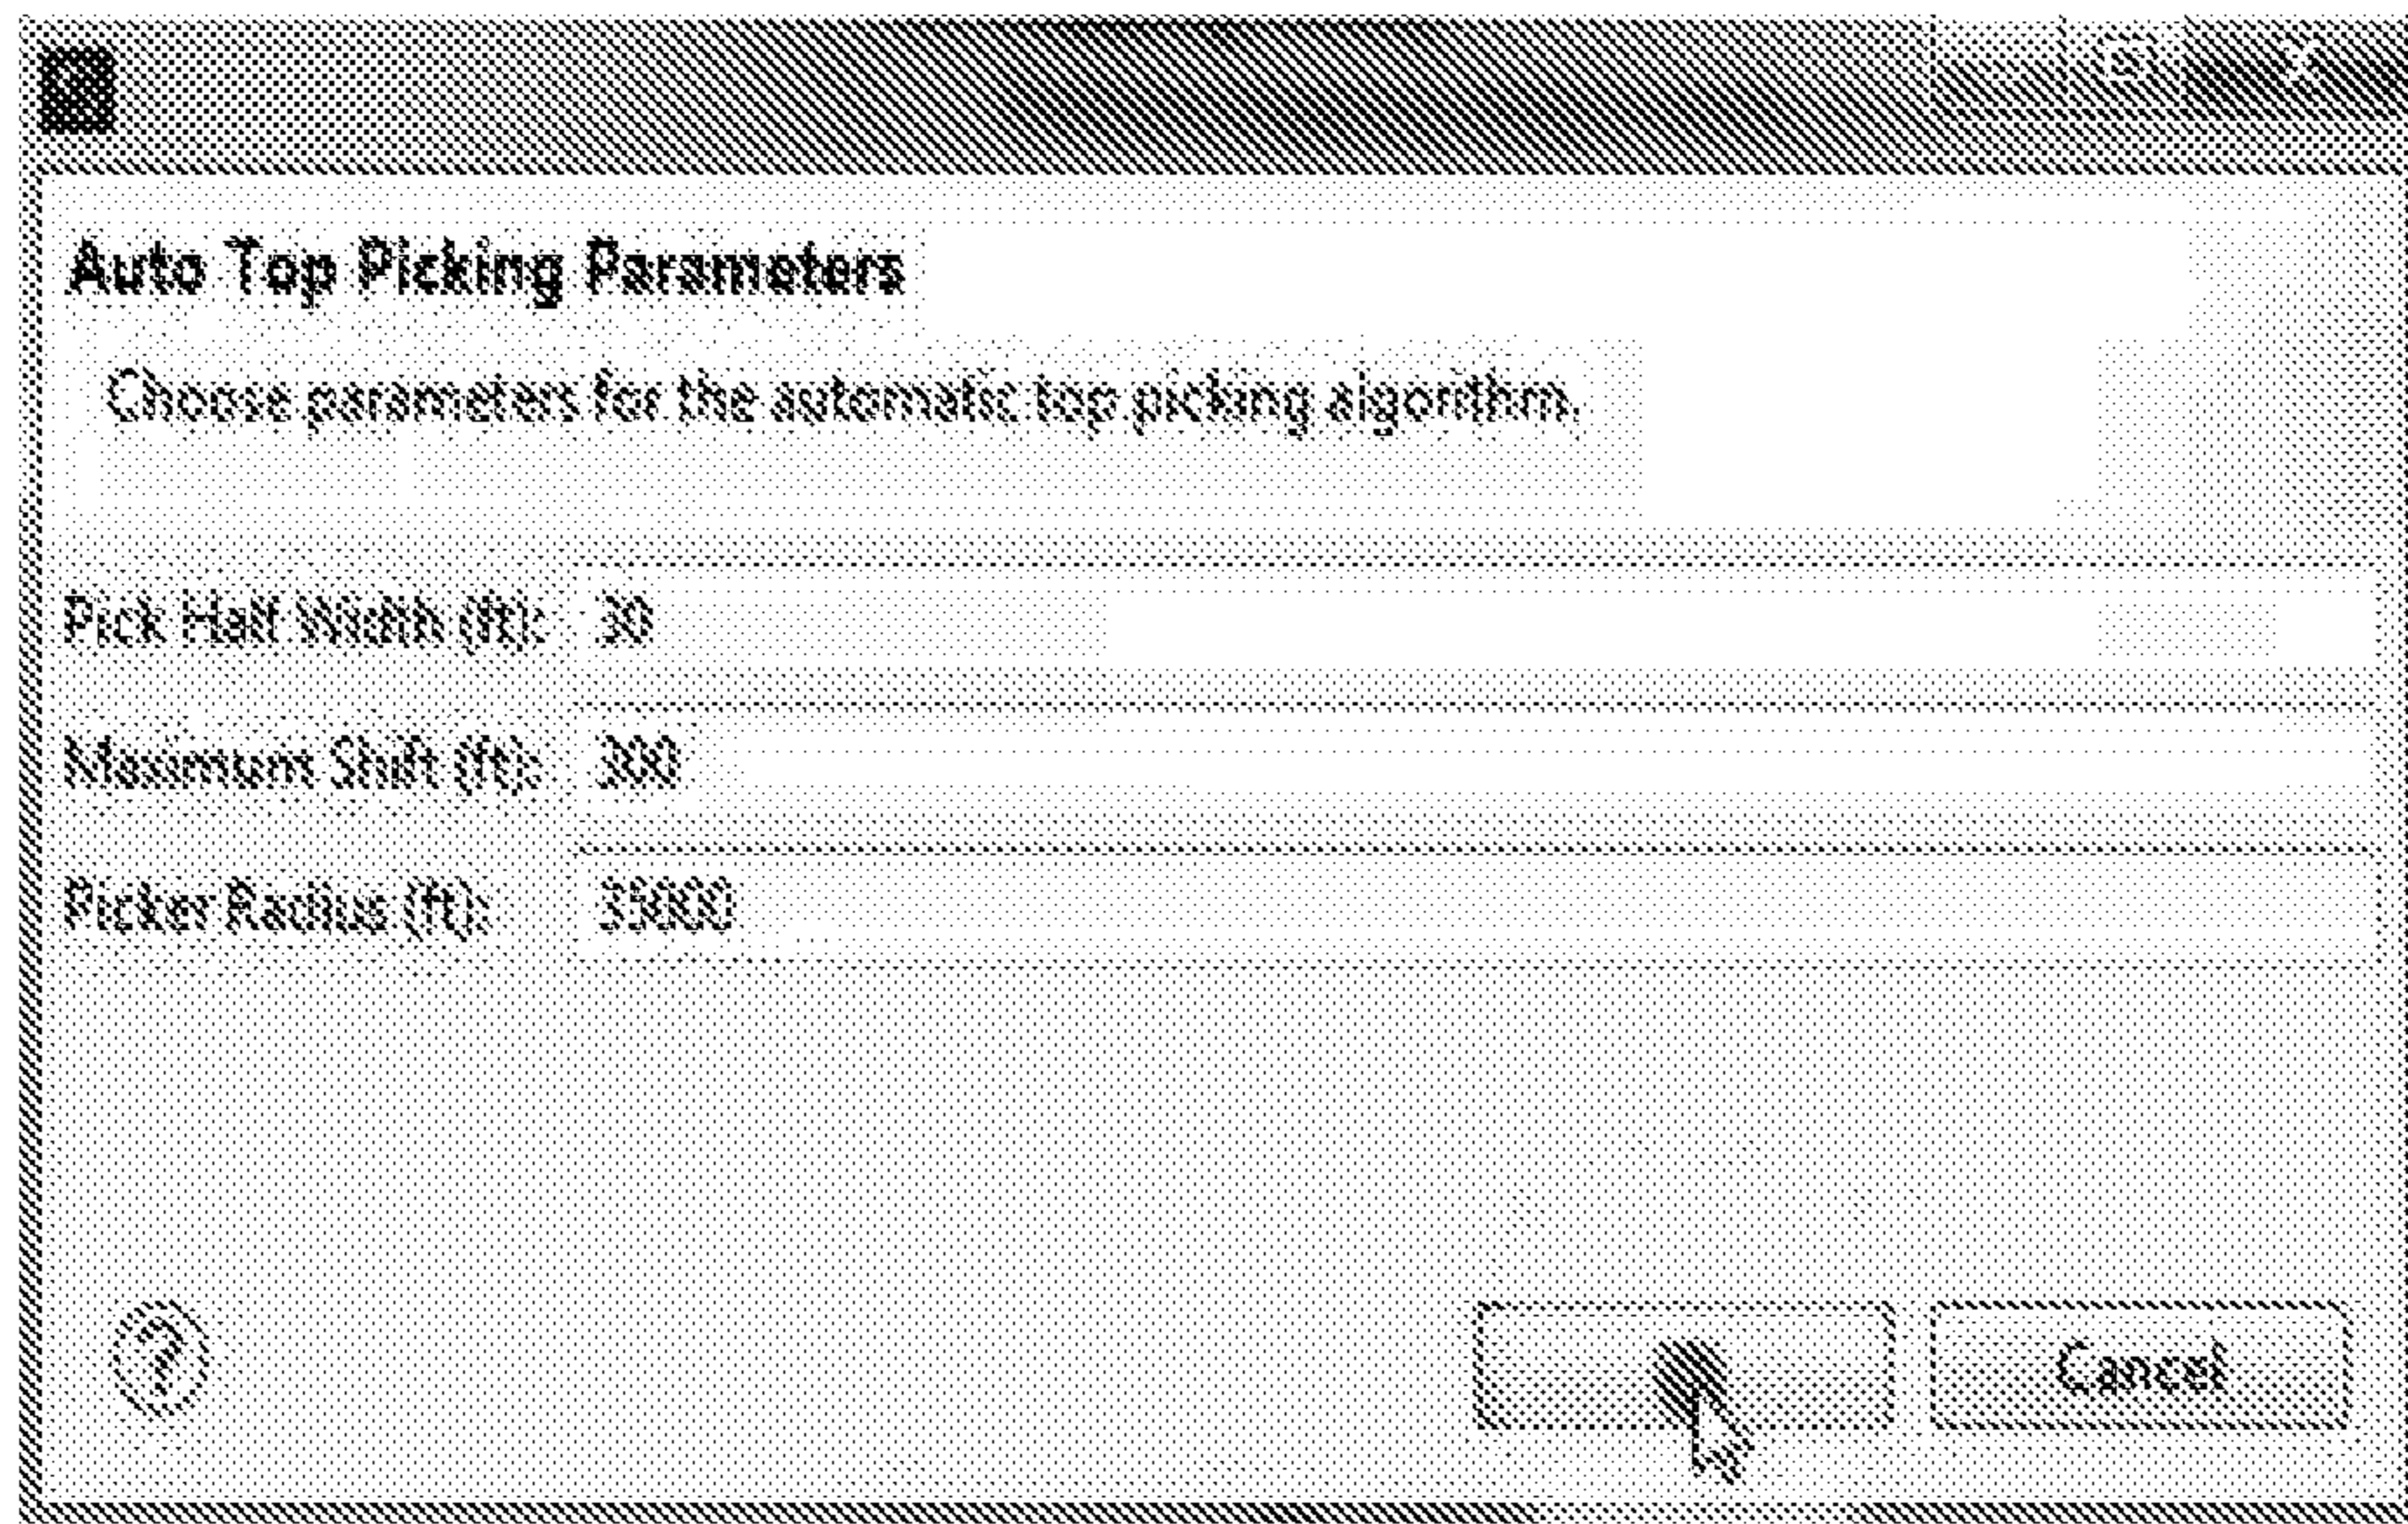 Auto Top Picking Parameters
Choose parameters for the automatic top picking algorithm.
Pick Half Width (ft): 30
Maximum Shift (ft): 300
Picker Radius (ft):
?
Cancel